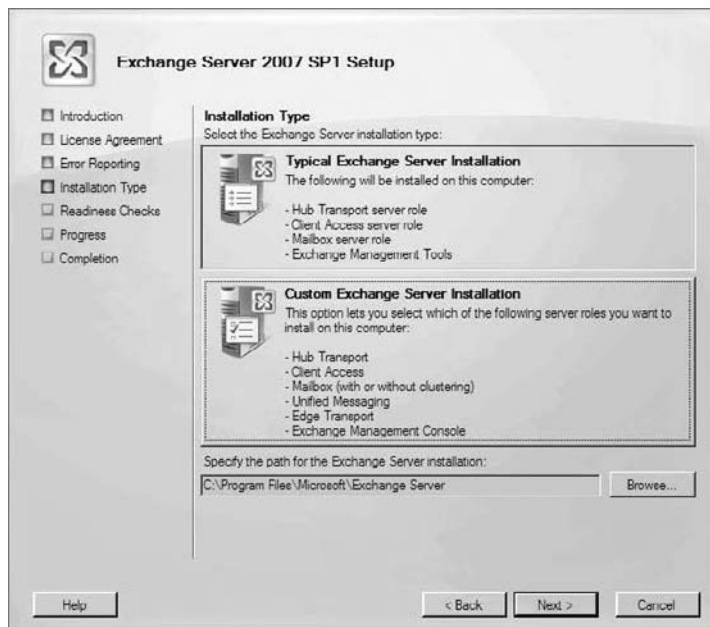 Exchange Server 2007 SP1 Setup
Introduction
License Agreement
Error Reporting
Installation Type
Readiness Checks
Progress
Completion
Installation Type
Select the Exchange Server installation type:
Typical Exchange Server Installation
The following will be installed on this computer:
- Hub Transport server role
- Client Access server role
- Mailbox server role
- Exchange Management Tools
Custom Exchange Server Installation
This option lets you select which of the following server roles you want to
install on this computer:
- Hub Transport
- Client Access
- Mailbox (with or without clustering)
- Unified Messaging
- Edge Transport
- Exchange Management Console
Specify the path for the Exchange Server installation:
C:\Program Files\Microsoft\Exchange Server
Browse...
Help
< Back
Next >
Cancel